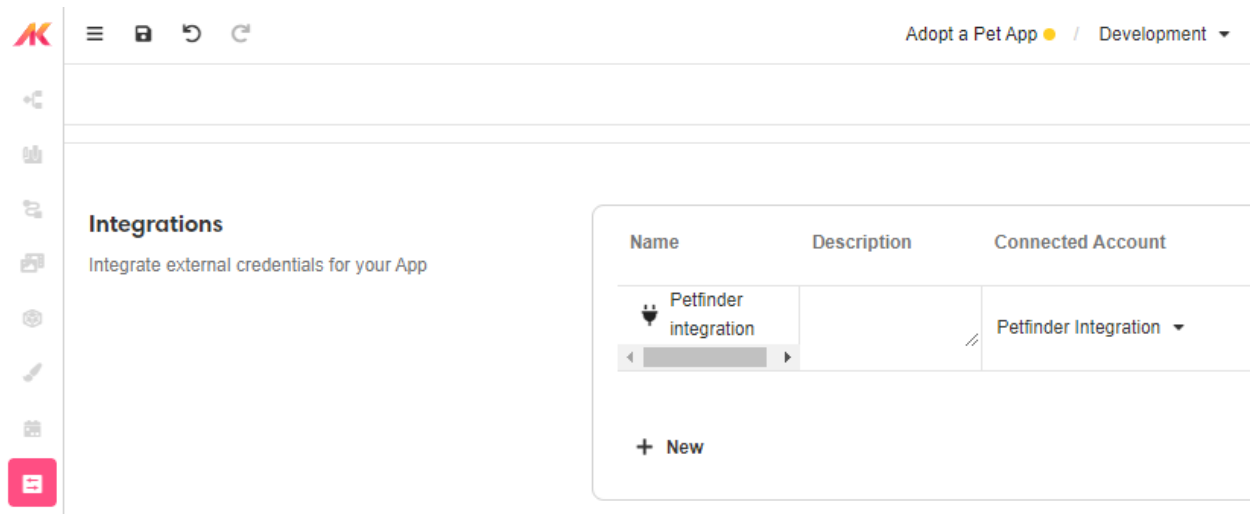 AK
Adopt a Pet App / Development
Integrations
Integrate external credentials for your App
Name Description Connected Account
Petfinder
integration
Petfinder Integration
+ New